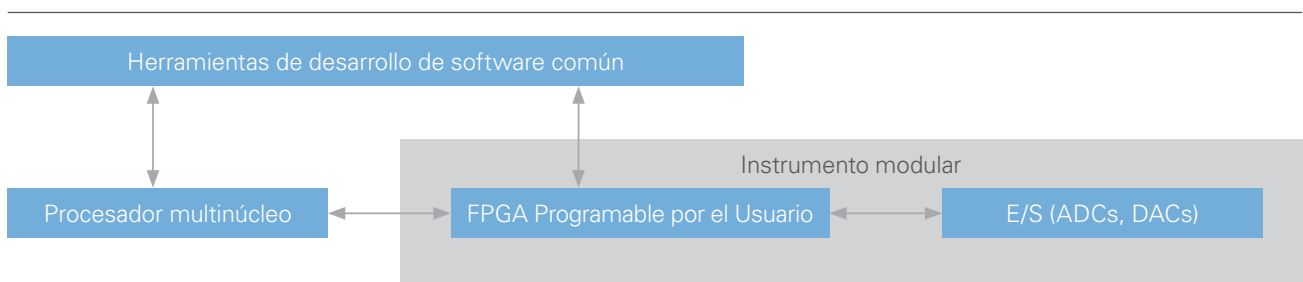 Herramientas de desarrollo de software común
Instrumento modular
Procesador multinúcleo
FPGA Programable por el Usuario
E/S (ADCs, DACs)